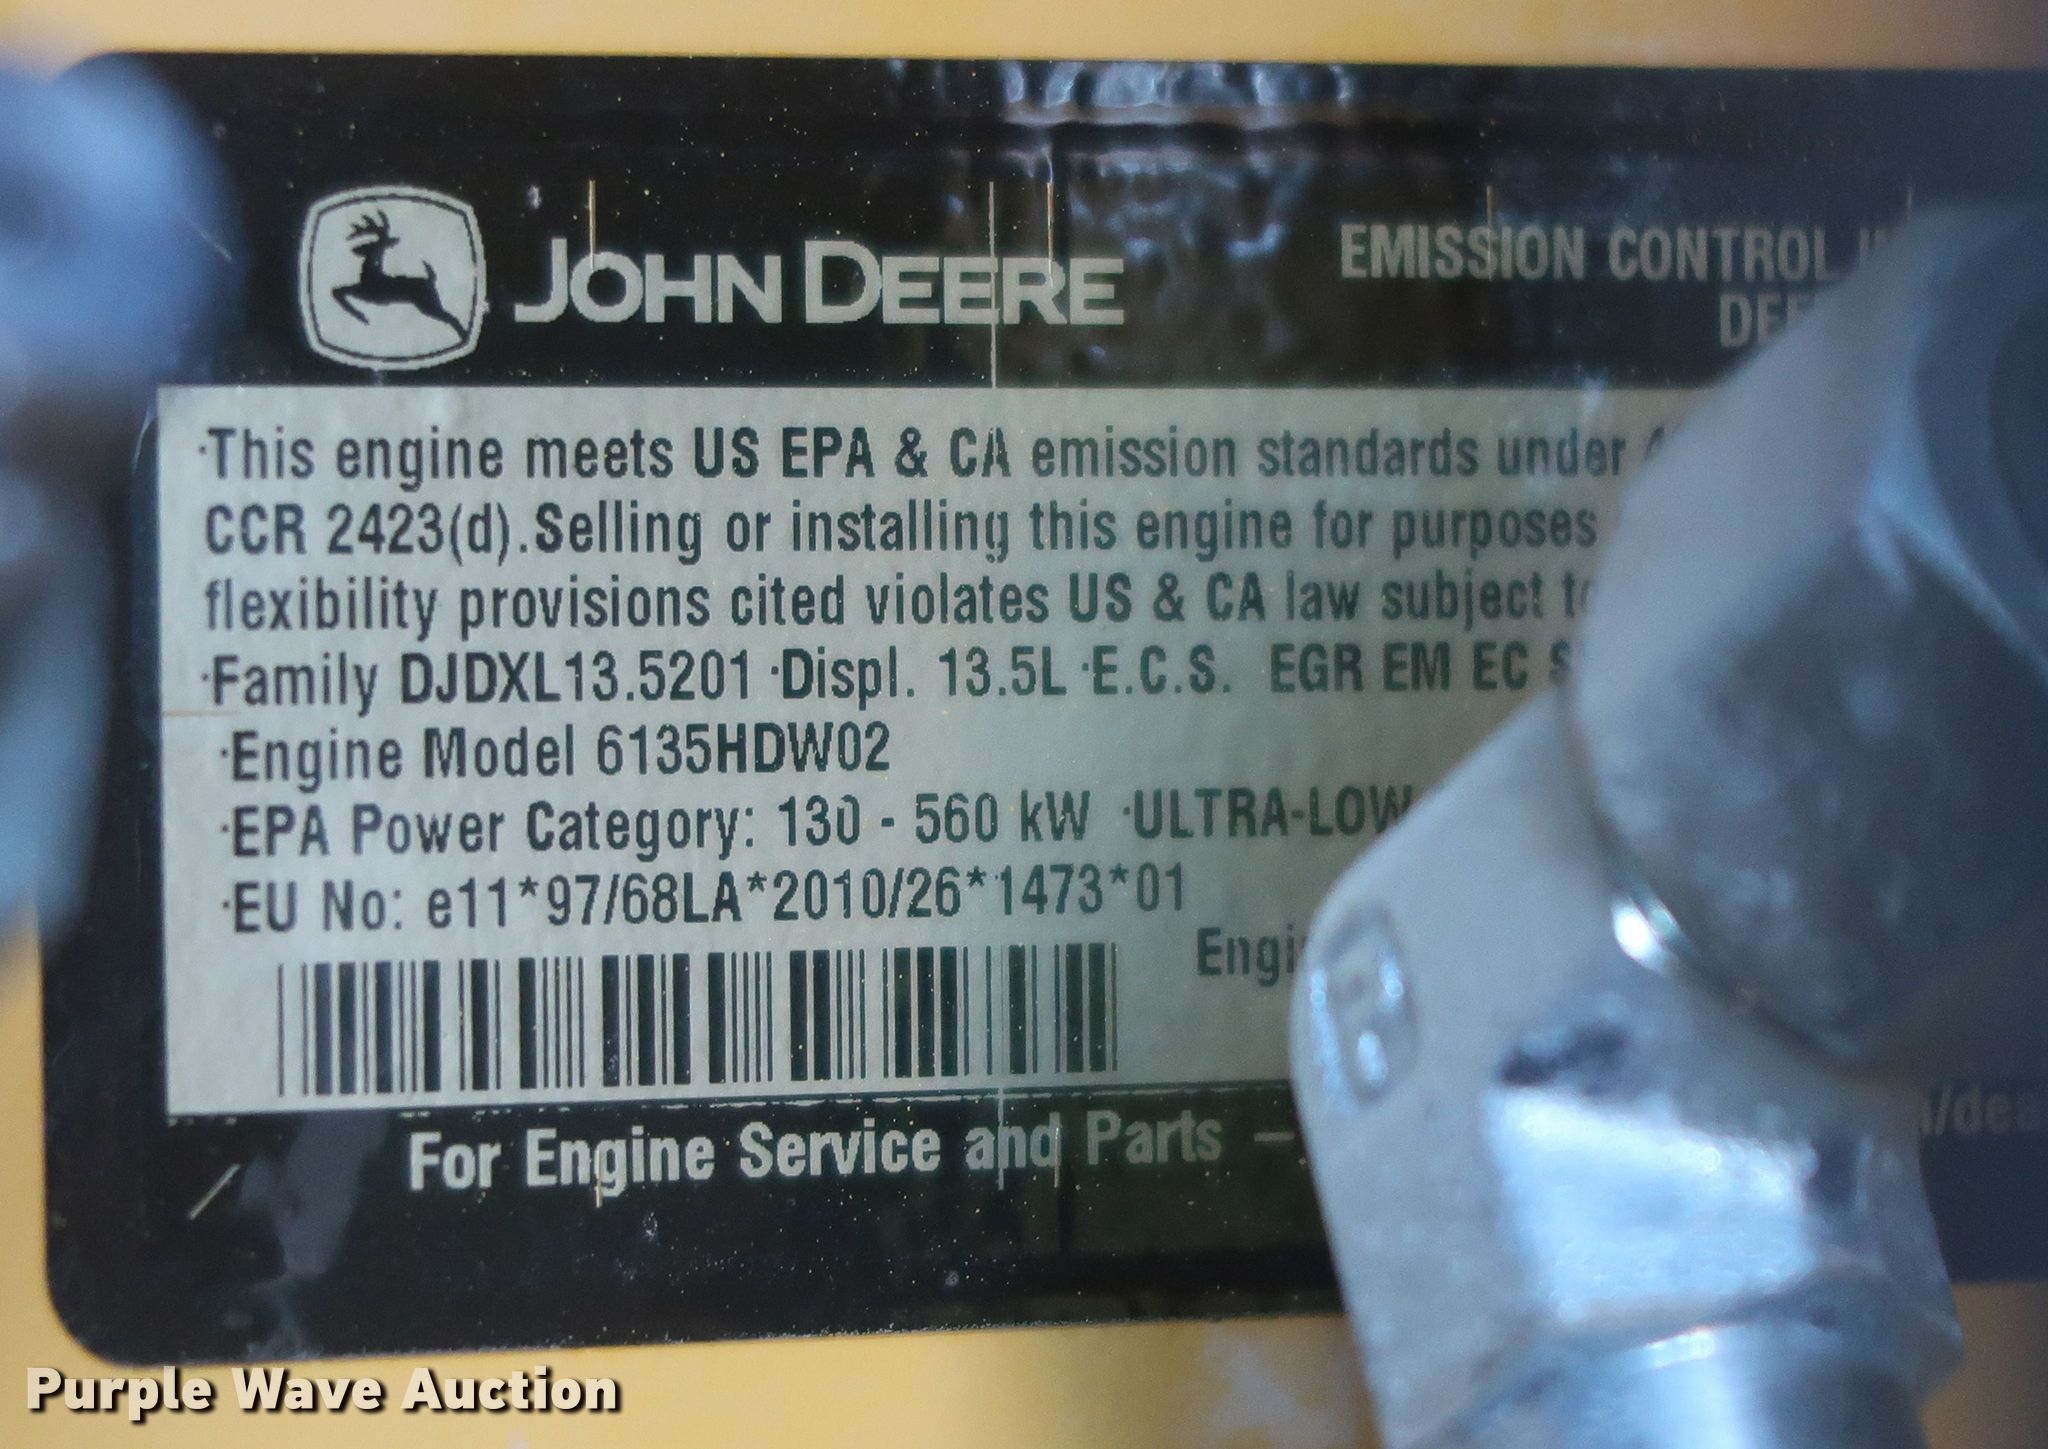 JOHN DEERE
EMISSION CONTROL
·This engine meets US EPA & CA emission standards under
CCR 2423(d).Selling or installing this engine for purposes
flexibility provisions cited violates US & CA law subject to
·Family DJDXL13.5201 ·Displ. 13.5L ·E.C.S. EGR EM EC
·Engine Model 6135HDW02
·EPA Power Category: 130 - 560 kW ·ULTRA-LOW
·EU No: e11*97/68LA*2010/26*1473*01
For Engine Service and Parts –
Purple Wave Auction